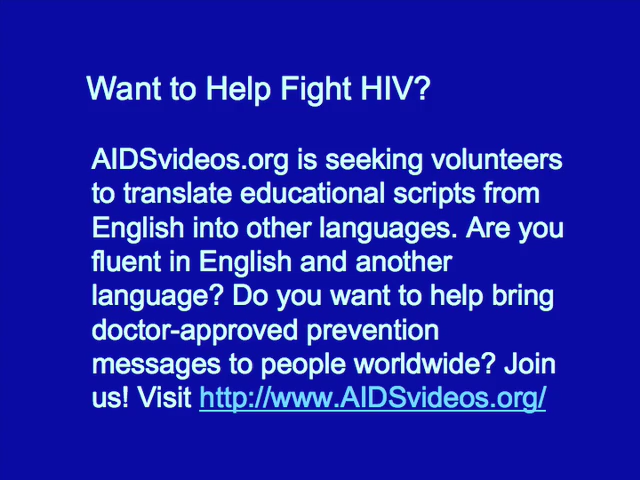 Want to Help Fight HIV?
AIDSvideos.org is seeking volunteers
to translate educational scripts from
English into other languages. Are you
fluent in English and another
language? Do you want to help bring
doctor-approved prevention
messages to people worldwide? Join
us! Visit http://www.AIDSvideos.org/